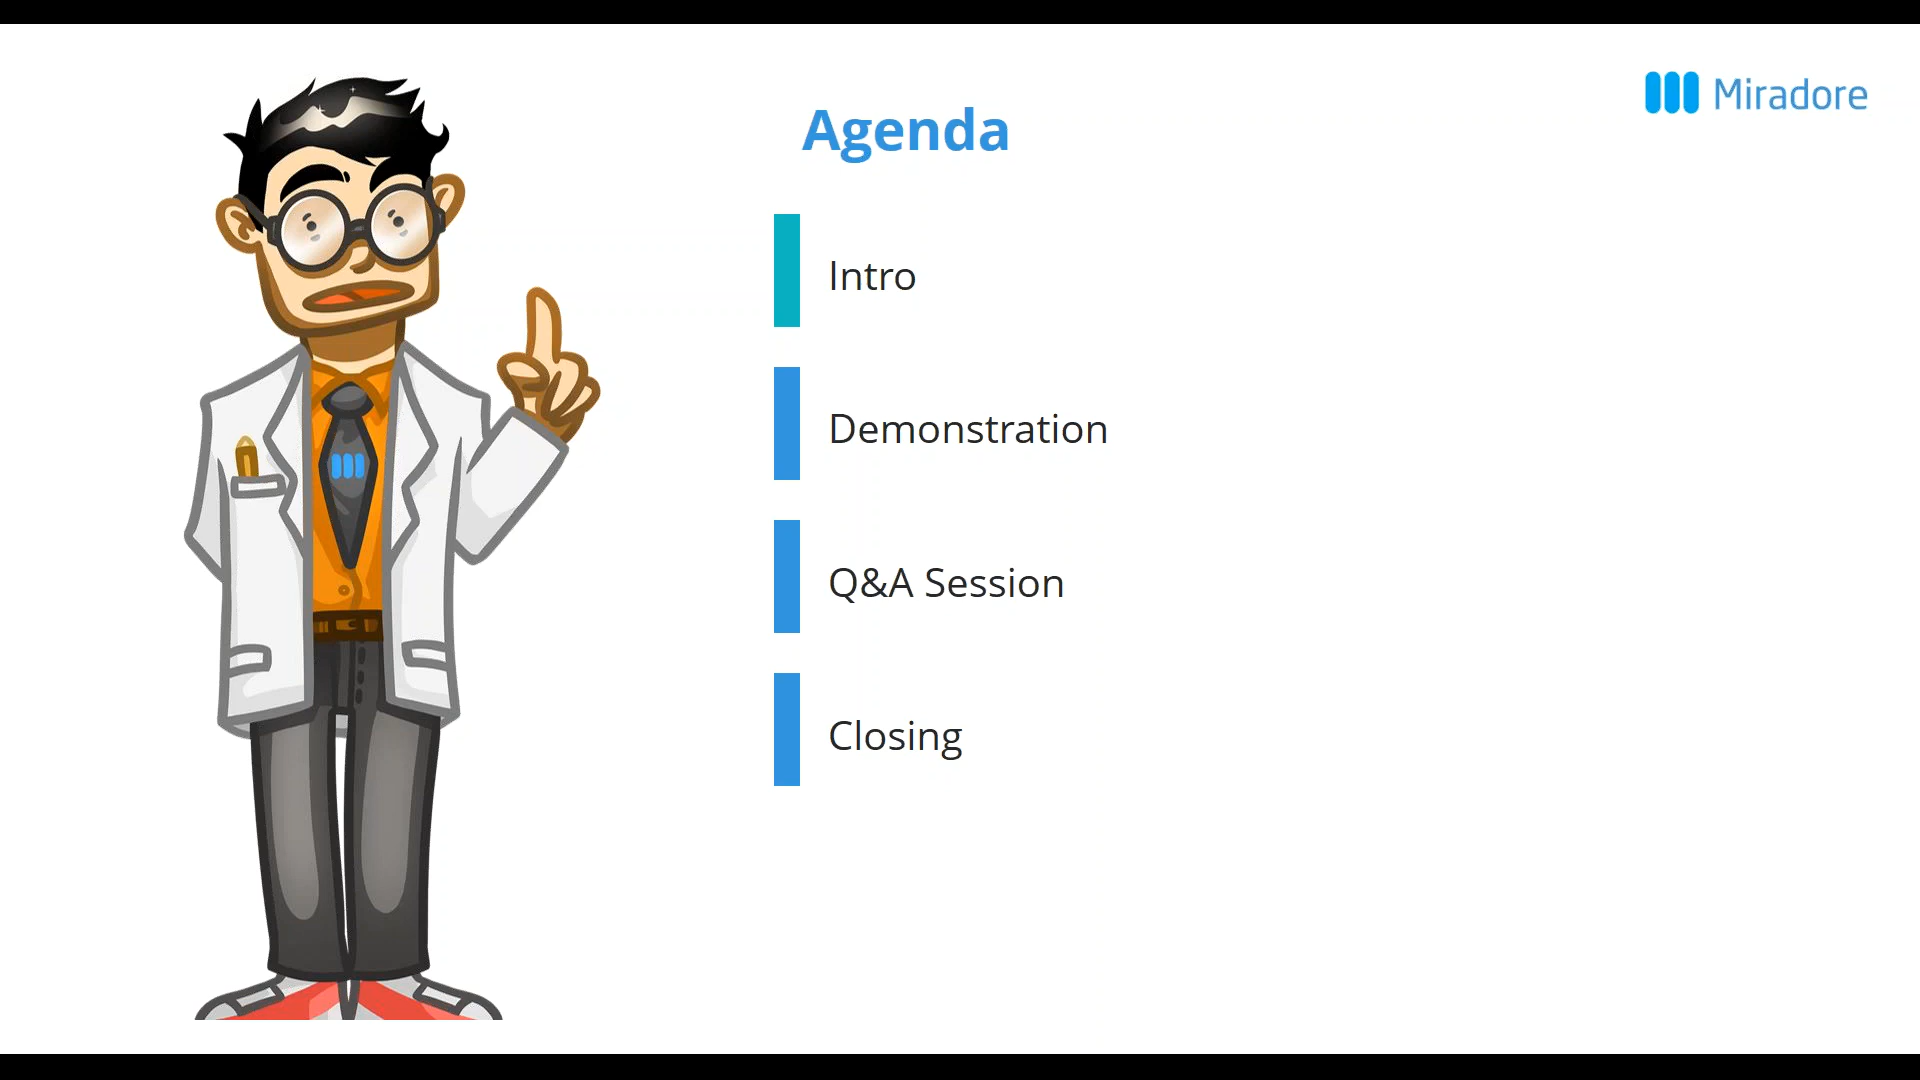 Miradore
Agenda
Intro
Demonstration
Q&A Session
Closing